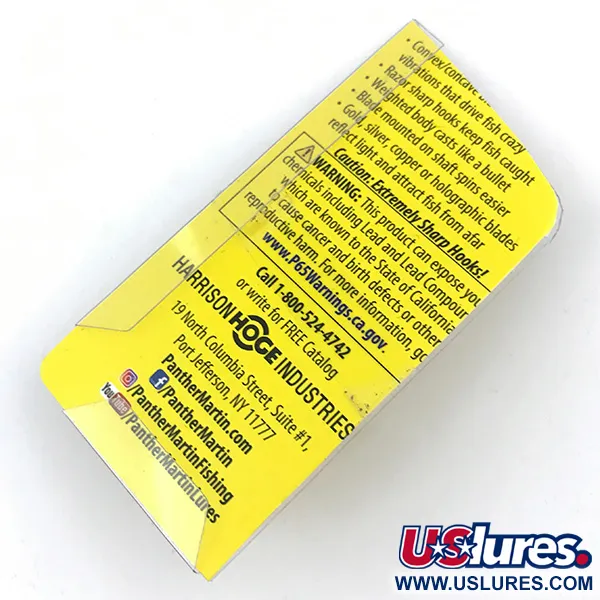 • Convex/concave
vibrations that drive fish crazy
• Razor sharp hooks keep fish caught
• Weighted body casts like a bullet
• Blade mounted on shaft spins easier
• Gold, silver, copper or holographic blades
reflect light and attract fish from afar
Caution: Extremely Sharp Hooks!
WARNING: This product can expose you
chemicals including Lead and Lead Compoun
which are known to the State of California
to cause cancer and birth defects or other
reproductive harm. For more information, go
www.P65Warnings.ca.gov.
Call 1-800-524-4742
or write for FREE Catalog
HARRISON HOGE INDUSTRIES
19 North Columbia Street, Suite #1,
Port Jefferson, NY 11777
PantherMartin.com
f/PantherMartin
/PantherMartinFishing
YouTube/PantherMartinLures
USlures.
WWW.USLURES.COM